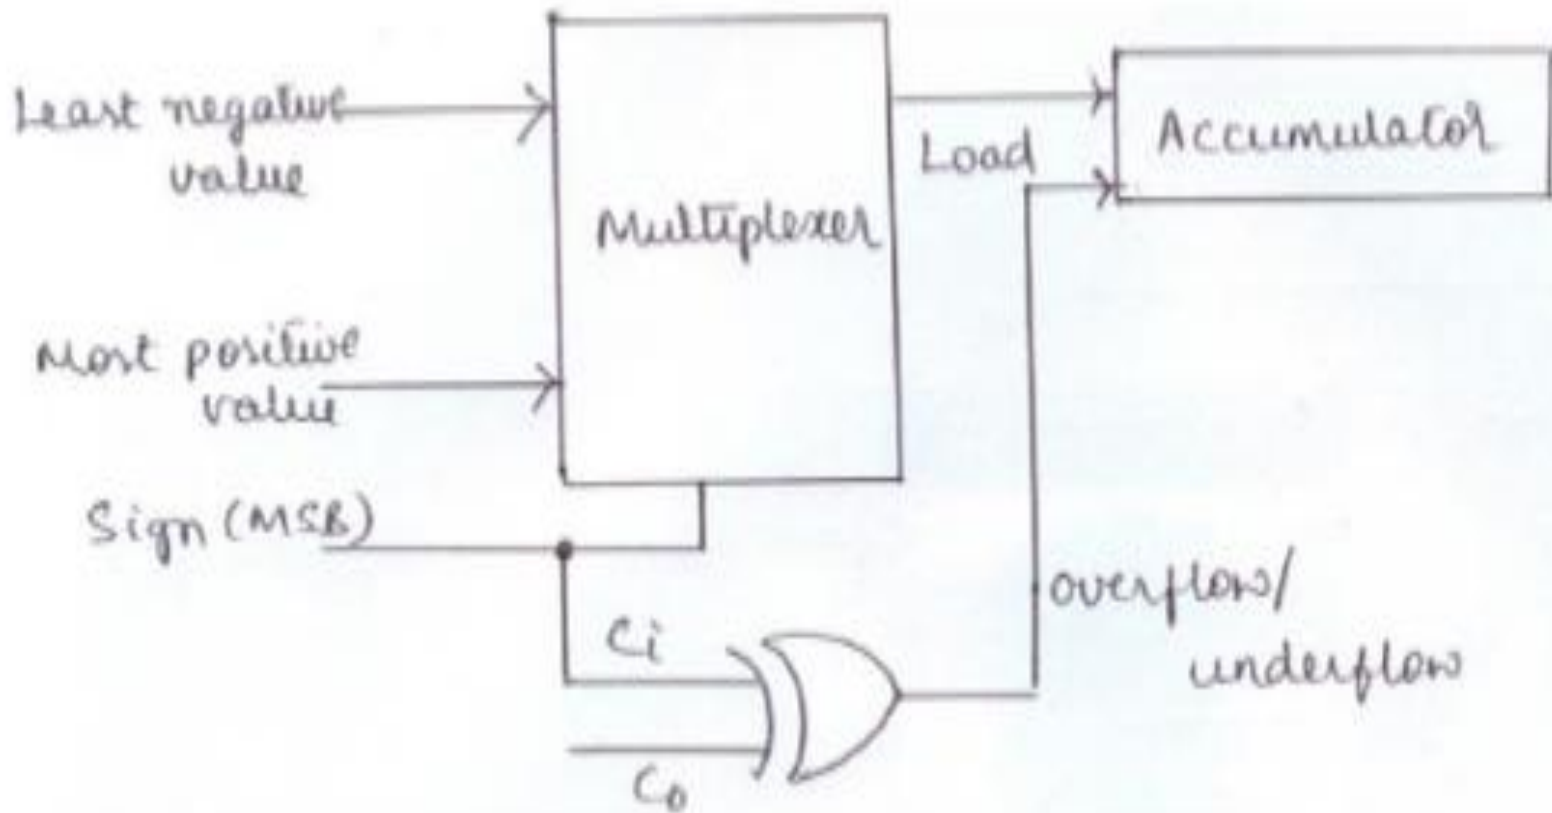 Least negative
value
Multiplexer
Load
Accumulator
Most positive
value
Sign (MSB)
Ci
Co
overflow/
underflow